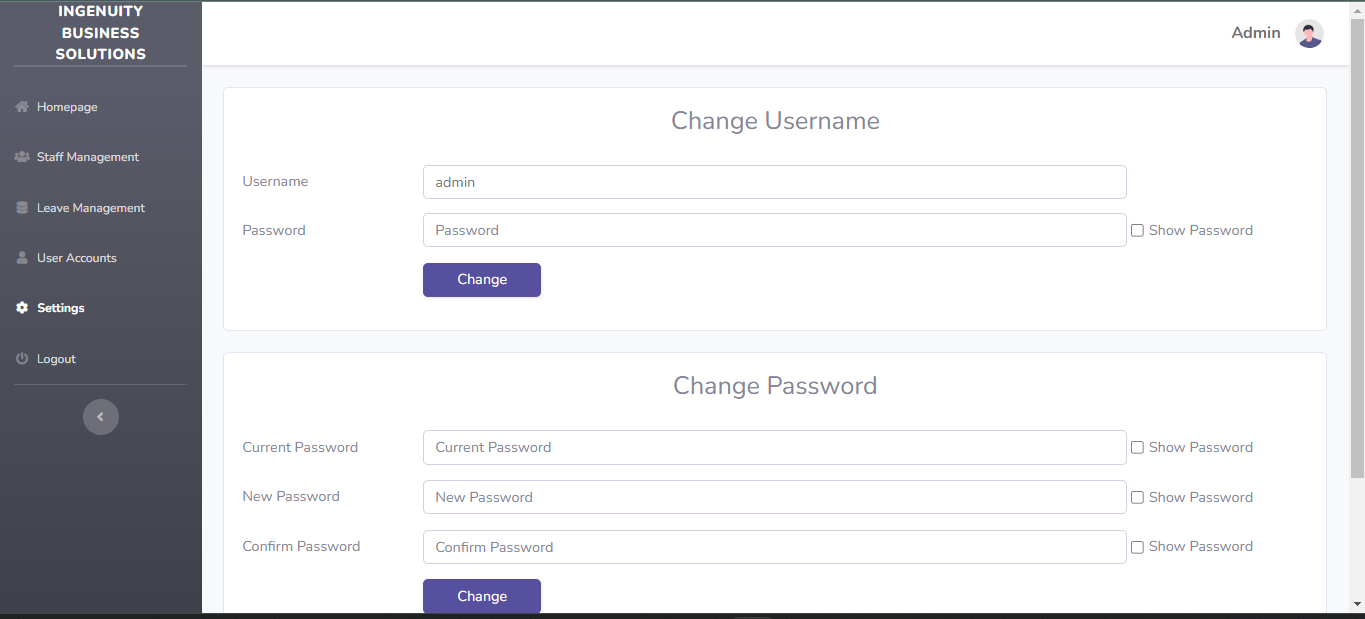 INGENUITY
BUSINESS
SOLUTIONS
Homepage
Staff Management
Leave Management
User Accounts
Settings
Logout
Admin
Change Username
Username admin
Password Password Show Password
Change
Change Password
Current Password Current Password Show Password
New Password New Password Show Password
Confirm Password Confirm Password Show Password
Change